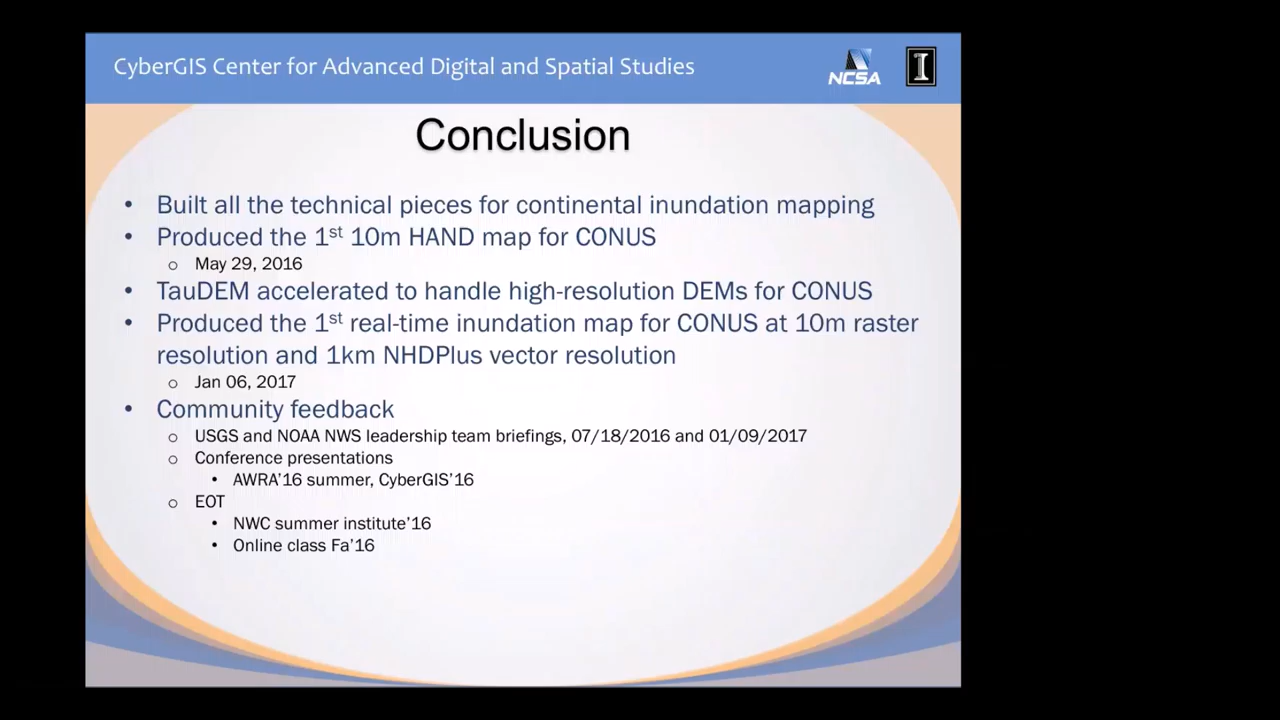 CyberGIS Center for Advanced Digital and Spatial Studies
NCSA
I
Conclusion
• Built all the technical pieces for continental inundation mapping
• Produced the 1st 10m HAND map for CONUS
o May 29, 2016
• TauDEM accelerated to handle high-resolution DEMs for CONUS
• Produced the 1st real-time inundation map for CONUS at 10m raster
resolution and 1km NHDPlus vector resolution
o Jan 06, 2017
• Community feedback
o USGS and NOAA NWS leadership team briefings, 07/18/2016 and 01/09/2017
o Conference presentations
• AWRA’16 summer, CyberGIS’16
o EOT
• NWC summer institute’16
• Online class Fa’16